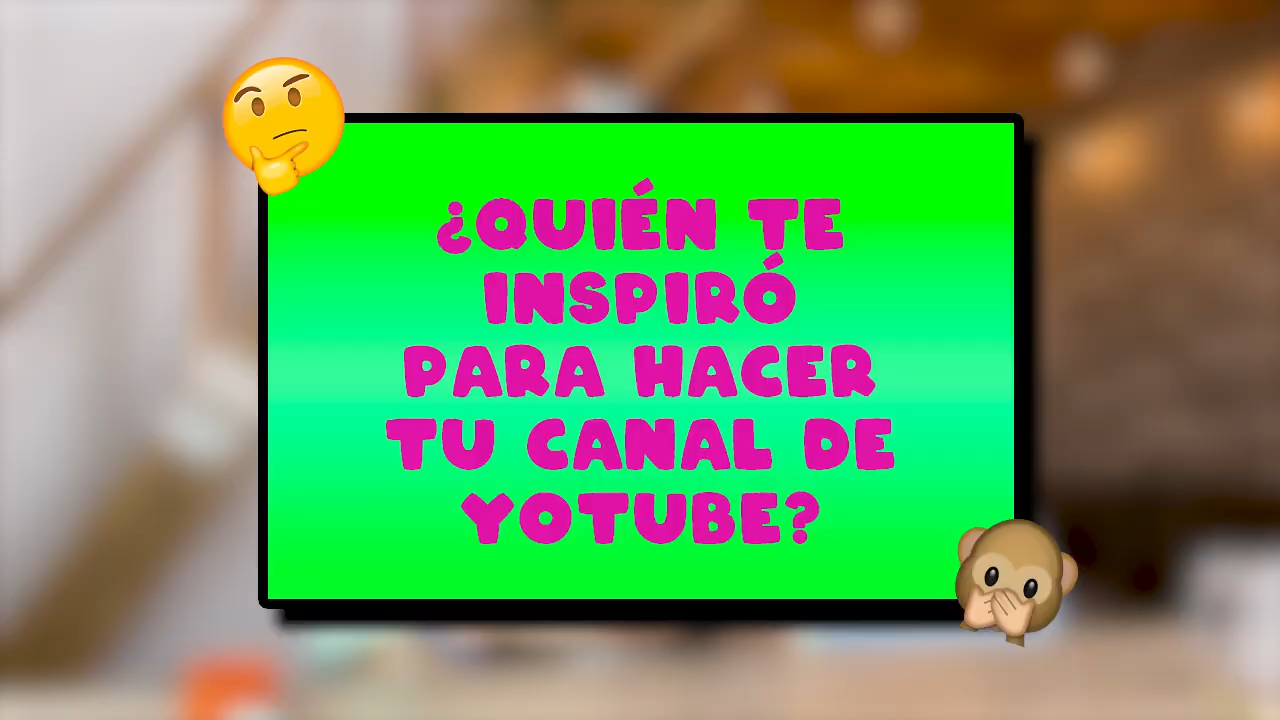 ¿QUIÉN TE
INSPIRÓ
PARA HACER
TU CANAL DE
YOTUBE?